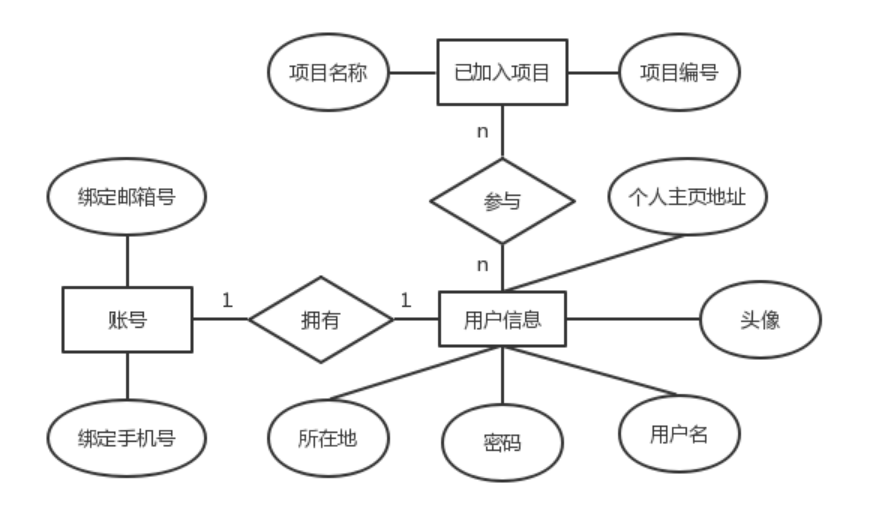 项目名称
已加入项目
项目编号
n
绑定邮箱号
参与
个人主页地址
n
账号
1
拥有
1
用户信息
头像
绑定手机号
所在地
密码
用户名